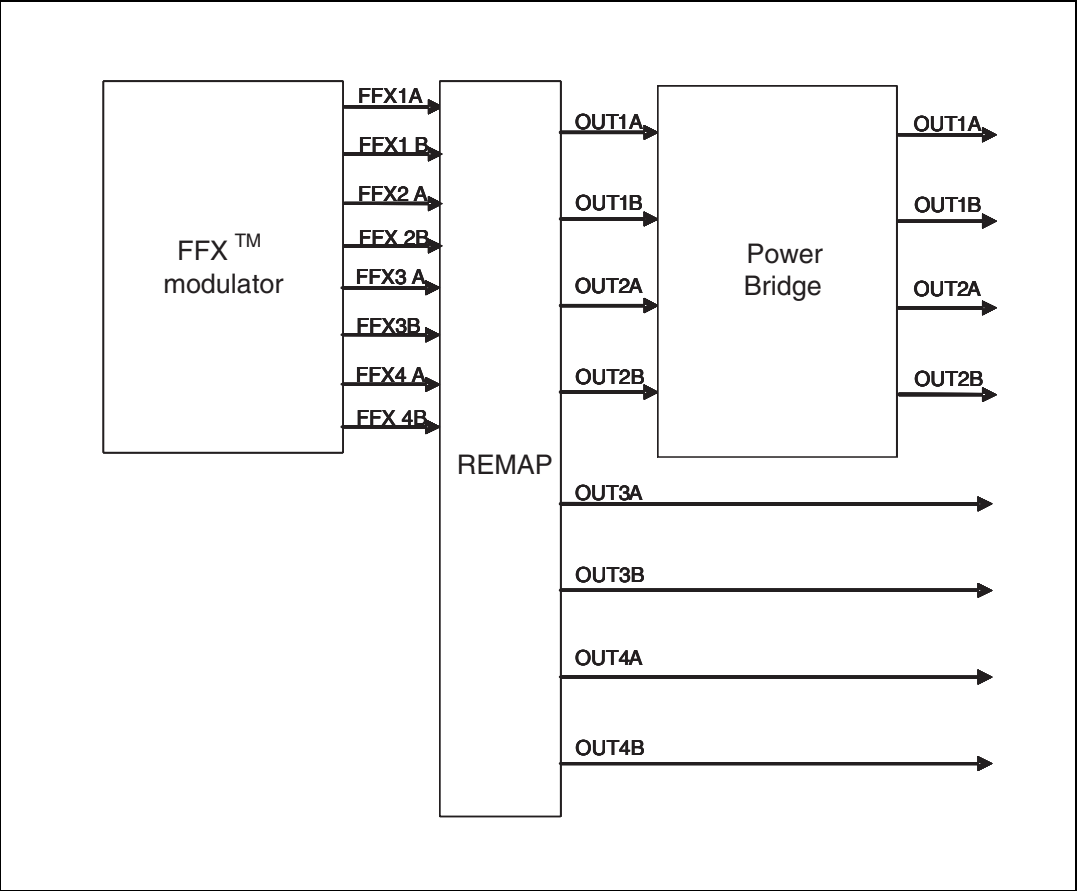 FFX TM
modulator
FFX1A
FFX1 B
FFX2 A
FFX 2B
FFX3 A
FFX3B
FFX4 A
FFX 4B
REMAP
OUT1A
OUT1B
OUT2A
OUT2B
OUT3A
OUT3B
OUT4A
OUT4B
Power
Bridge
OUT1A
OUT1B
OUT2A
OUT2B